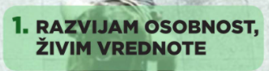 1. RAZVIJAM OSOBNOST,
ŽIVIM VREDNOTE